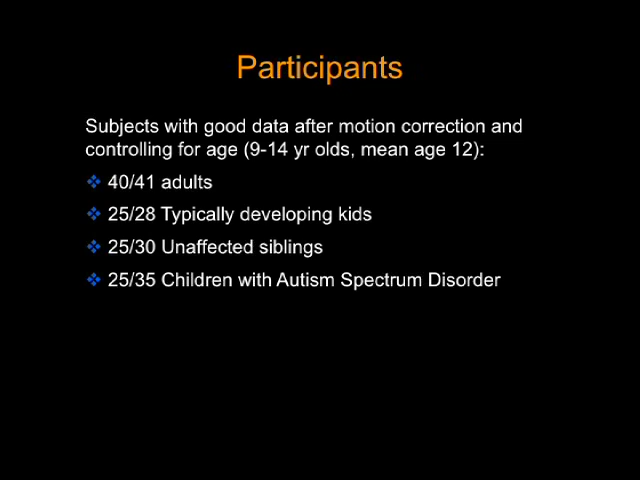 Participants
Subjects with good data after motion correction and
controlling for age (9-14 yr olds, mean age 12):
❖ 40/41 adults
❖ 25/28 Typically developing kids
❖ 25/30 Unaffected siblings
❖ 25/35 Children with Autism Spectrum Disorder